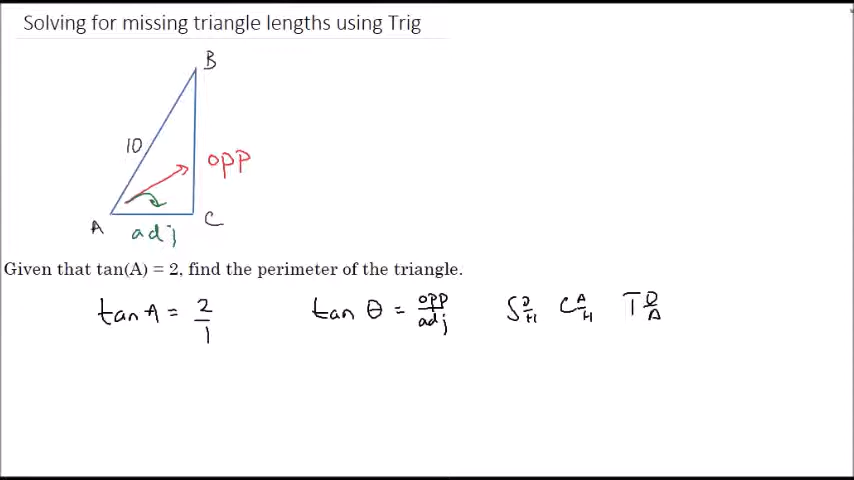 Solving for missing triangle lengths using Trig
B
10
opp
A
C
adj
Given that tan(A) = 2, find the perimeter of the triangle.
tan A = 2/1 tan θ = opp/adj S O/H C A/H T O/A